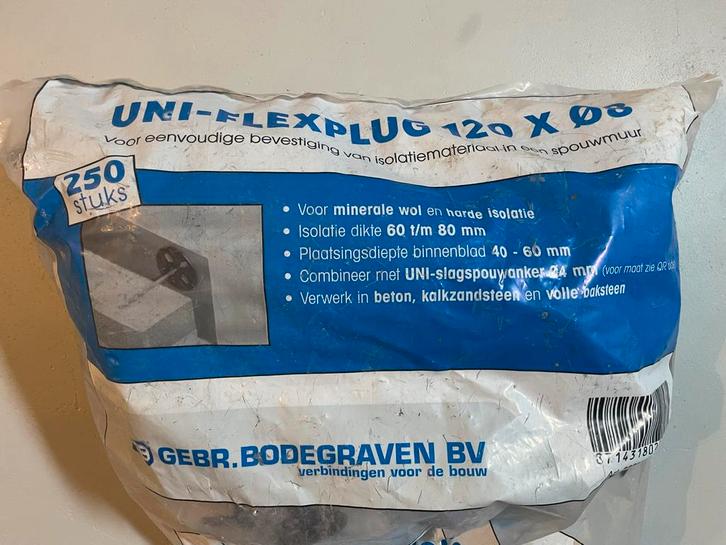 UNI-FLEXPLUG 120 X Ø8
Voor eenvoudige bevestiging van isolatiemateriaal in een spouwmuur
250
stuks
• Voor minerale wol en harde isolatie
• Isolatie dikte 60 t/m 80 mm
• Plaatsingsdiepte binnenblad 40 - 60 mm
• Combineer met UNI-slagspouwanker Ø4 mm (voor maat zie QR
• Verwerk in beton, kalkzandsteen en volle baksteen
GEBR.BODEGRAVEN BV
verbindingen voor de bouw